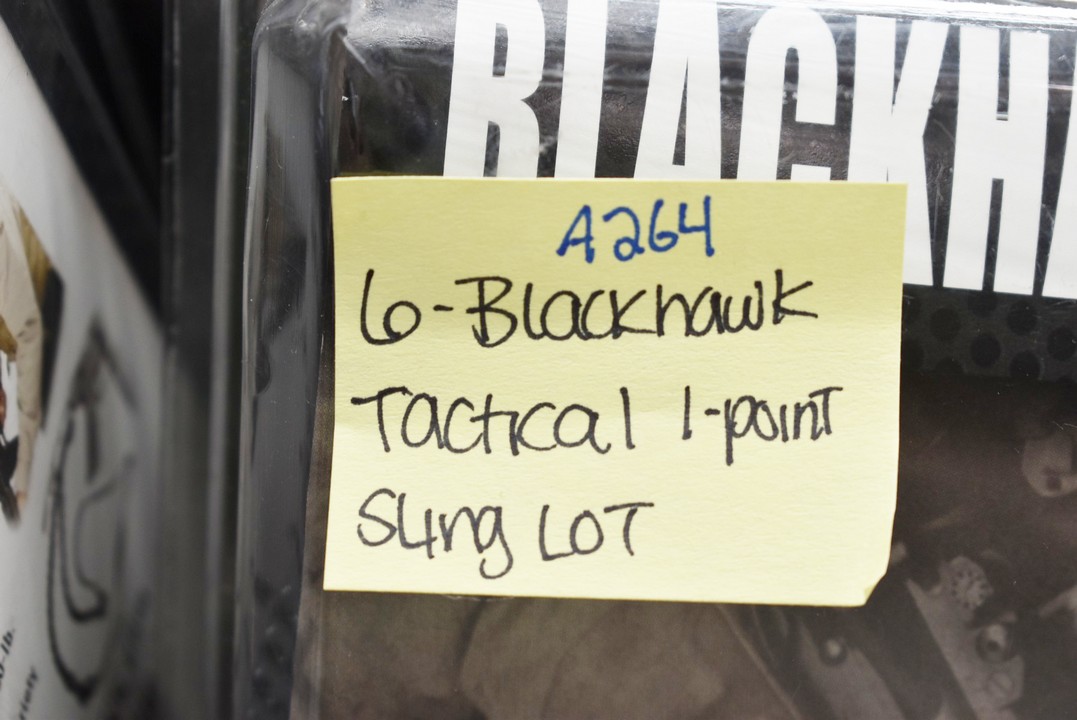 BLACKH
A264
6-Blackhawk
Tactical 1-point
Sling LOT